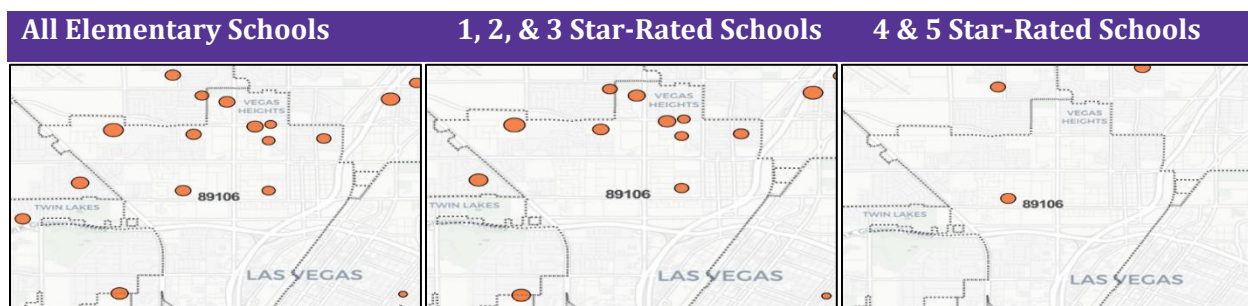 All Elementary Schools
1, 2, & 3 Star-Rated Schools
4 & 5 Star-Rated Schools
VEGAS
HEIGHTS
89106
TWIN LAKES
LAS VEGAS
VEGAS
HEIGHTS
89106
TWIN LAKES
LAS VEGAS
VEGAS
HEIGHTS
89106
TWIN LAKES
LAS VEGAS